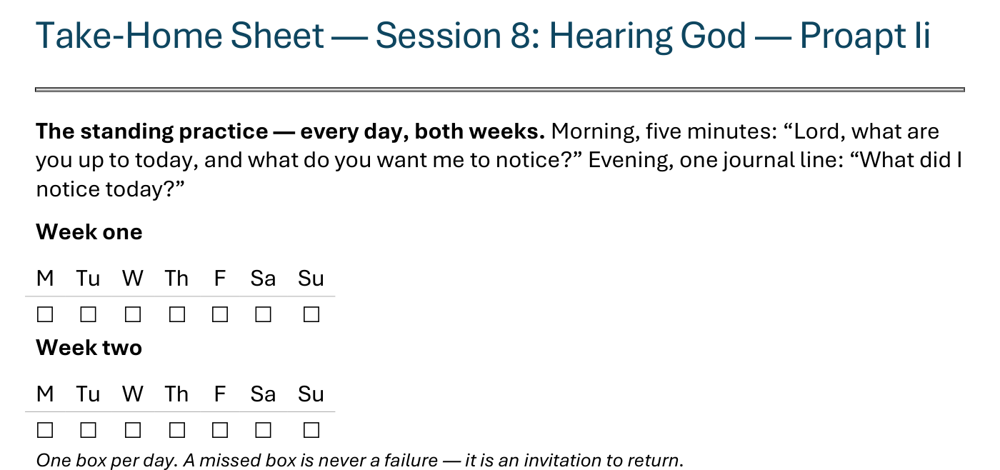 Take-Home Sheet — Session 8: Hearing God — Proapt Ii
The standing practice — every day, both weeks. Morning, five minutes: “Lord, what are
you up to today, and what do you want me to notice?” Evening, one journal line: “What did I
notice today?”
Week one
M Tu W Th F Sa Su
☐ ☐ ☐ ☐ ☐ ☐ ☐
Week two
M Tu W Th F Sa Su
☐ ☐ ☐ ☐ ☐ ☐ ☐
One box per day. A missed box is never a failure — it is an invitation to return.